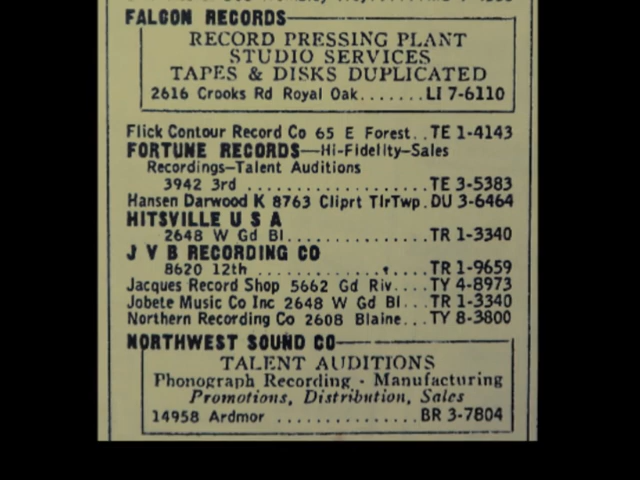 FALCON RECORDS
RECORD PRESSING PLANT
STUDIO SERVICES
TAPES & DISKS DUPLICATED
2616 Crooks Rd Royal Oak.......LI 7-6110
Flick Contour Record Co 65 E Forest..TE 1-4143
FORTUNE RECORDS—Hi-Fidelity—Sales
Recordings—Talent Auditions
3942 3rd ....................TE 3-5383
Hansen Darwood K 8763 Cliprt TlrTwp.DU 3-6464
HITSVILLE U S A
2648 W Gd Bl................TR 1-3340
J V B RECORDING CO
8620 12th ...................TR 1-9659
Jacques Record Shop 5662 Gd Riv....TY 4-8973
Jobete Music Co Inc 2648 W Gd Bl...TR 1-3340
Northern Recording Co 2608 Blaine...TY 8-3800
NORTHWEST SOUND CO
TALENT AUDITIONS
Phonograph Recording - Manufacturing
Promotions, Distribution, Sales
14958 Ardmor ................BR 3-7804